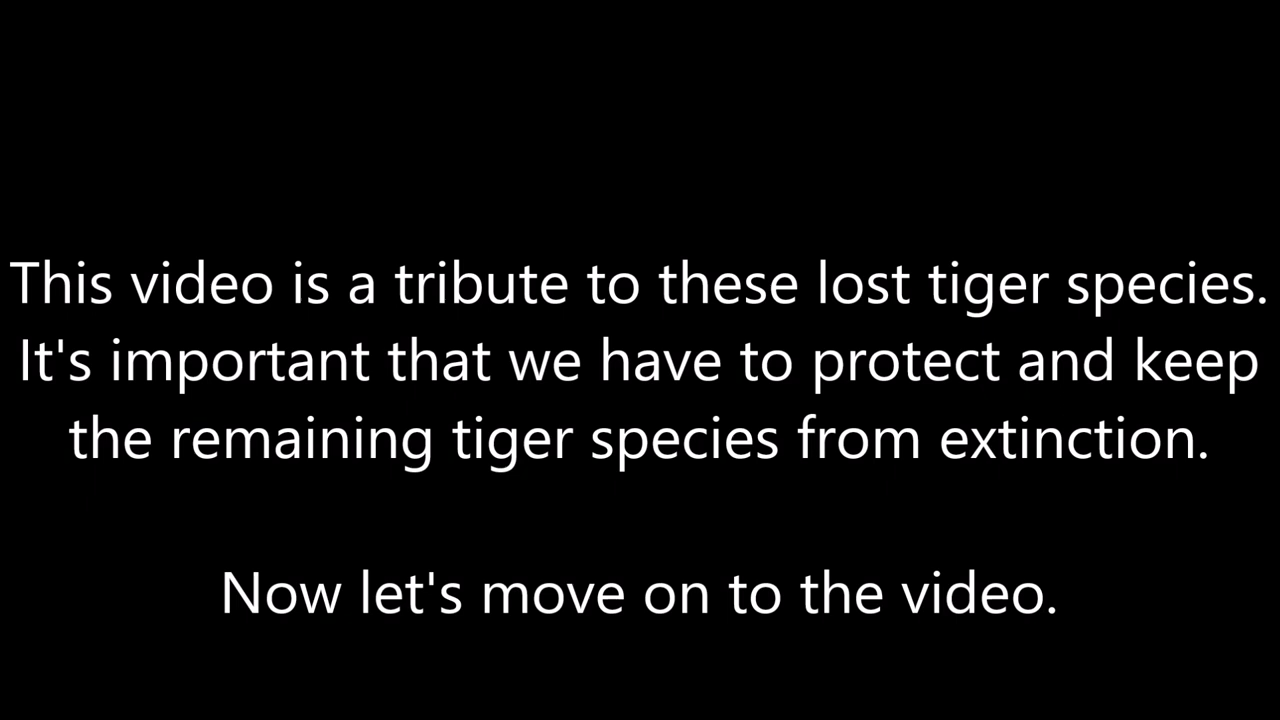 This video is a tribute to these lost tiger species.
It's important that we have to protect and keep
the remaining tiger species from extinction.
Now let's move on to the video.